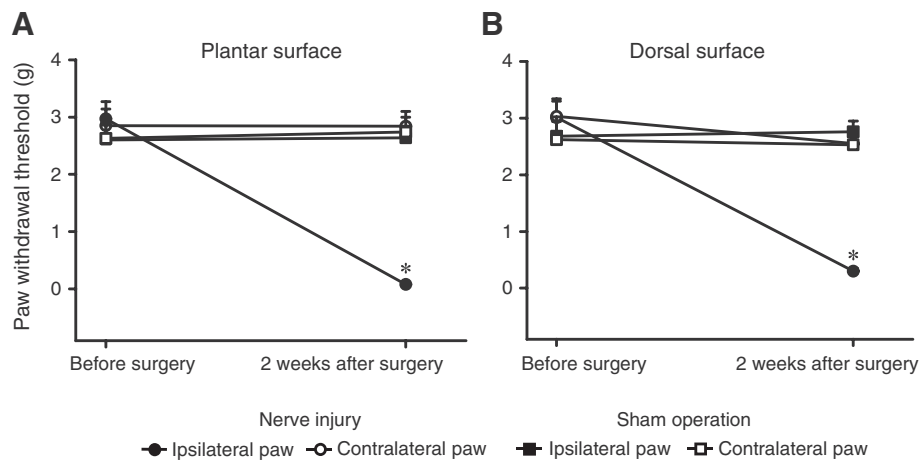 A
B
Plantar surface
Dorsal surface
Paw withdrawal threshold (g)
4
3
2
1
0
*
Before surgery
2 weeks after surgery
4
3
2
1
0
*
Before surgery
2 weeks after surgery
Nerve injury
Sham operation
Ipsilateral paw
Contralateral paw
Ipsilateral paw
Contralateral paw